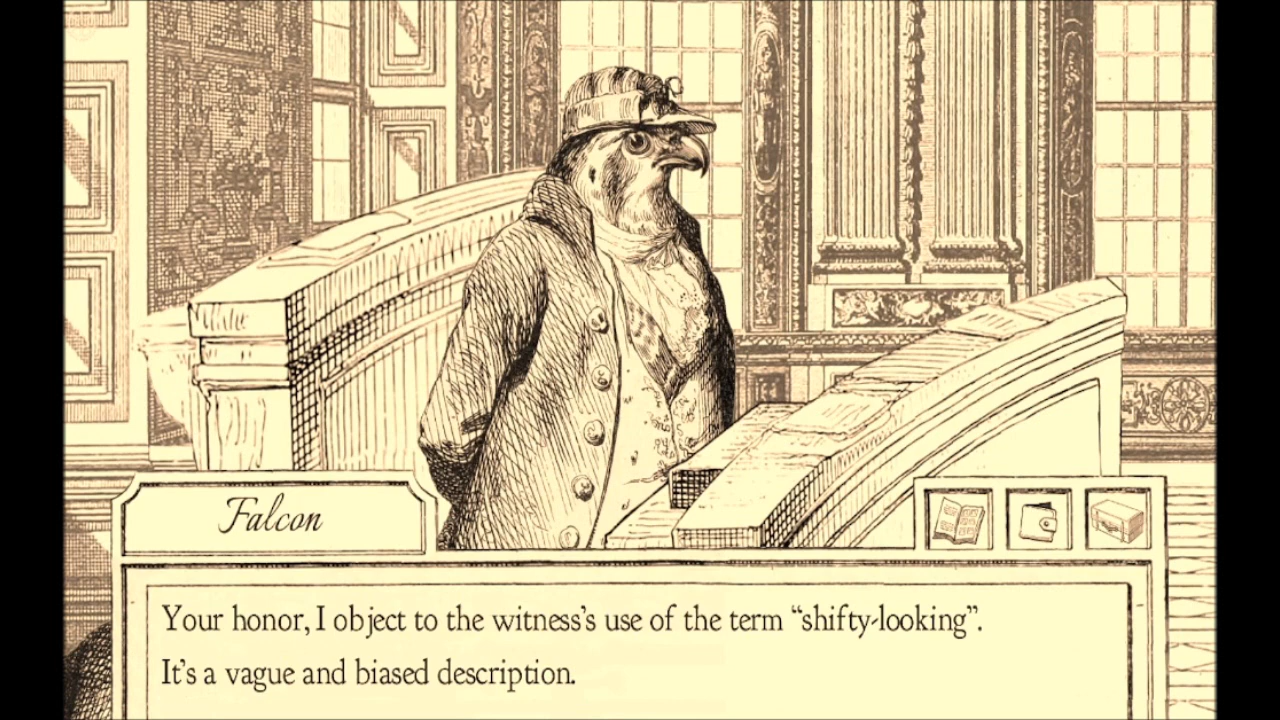 Falcon
Your honor, I object to the witness's use of the term “shifty-looking”.
It's a vague and biased description.